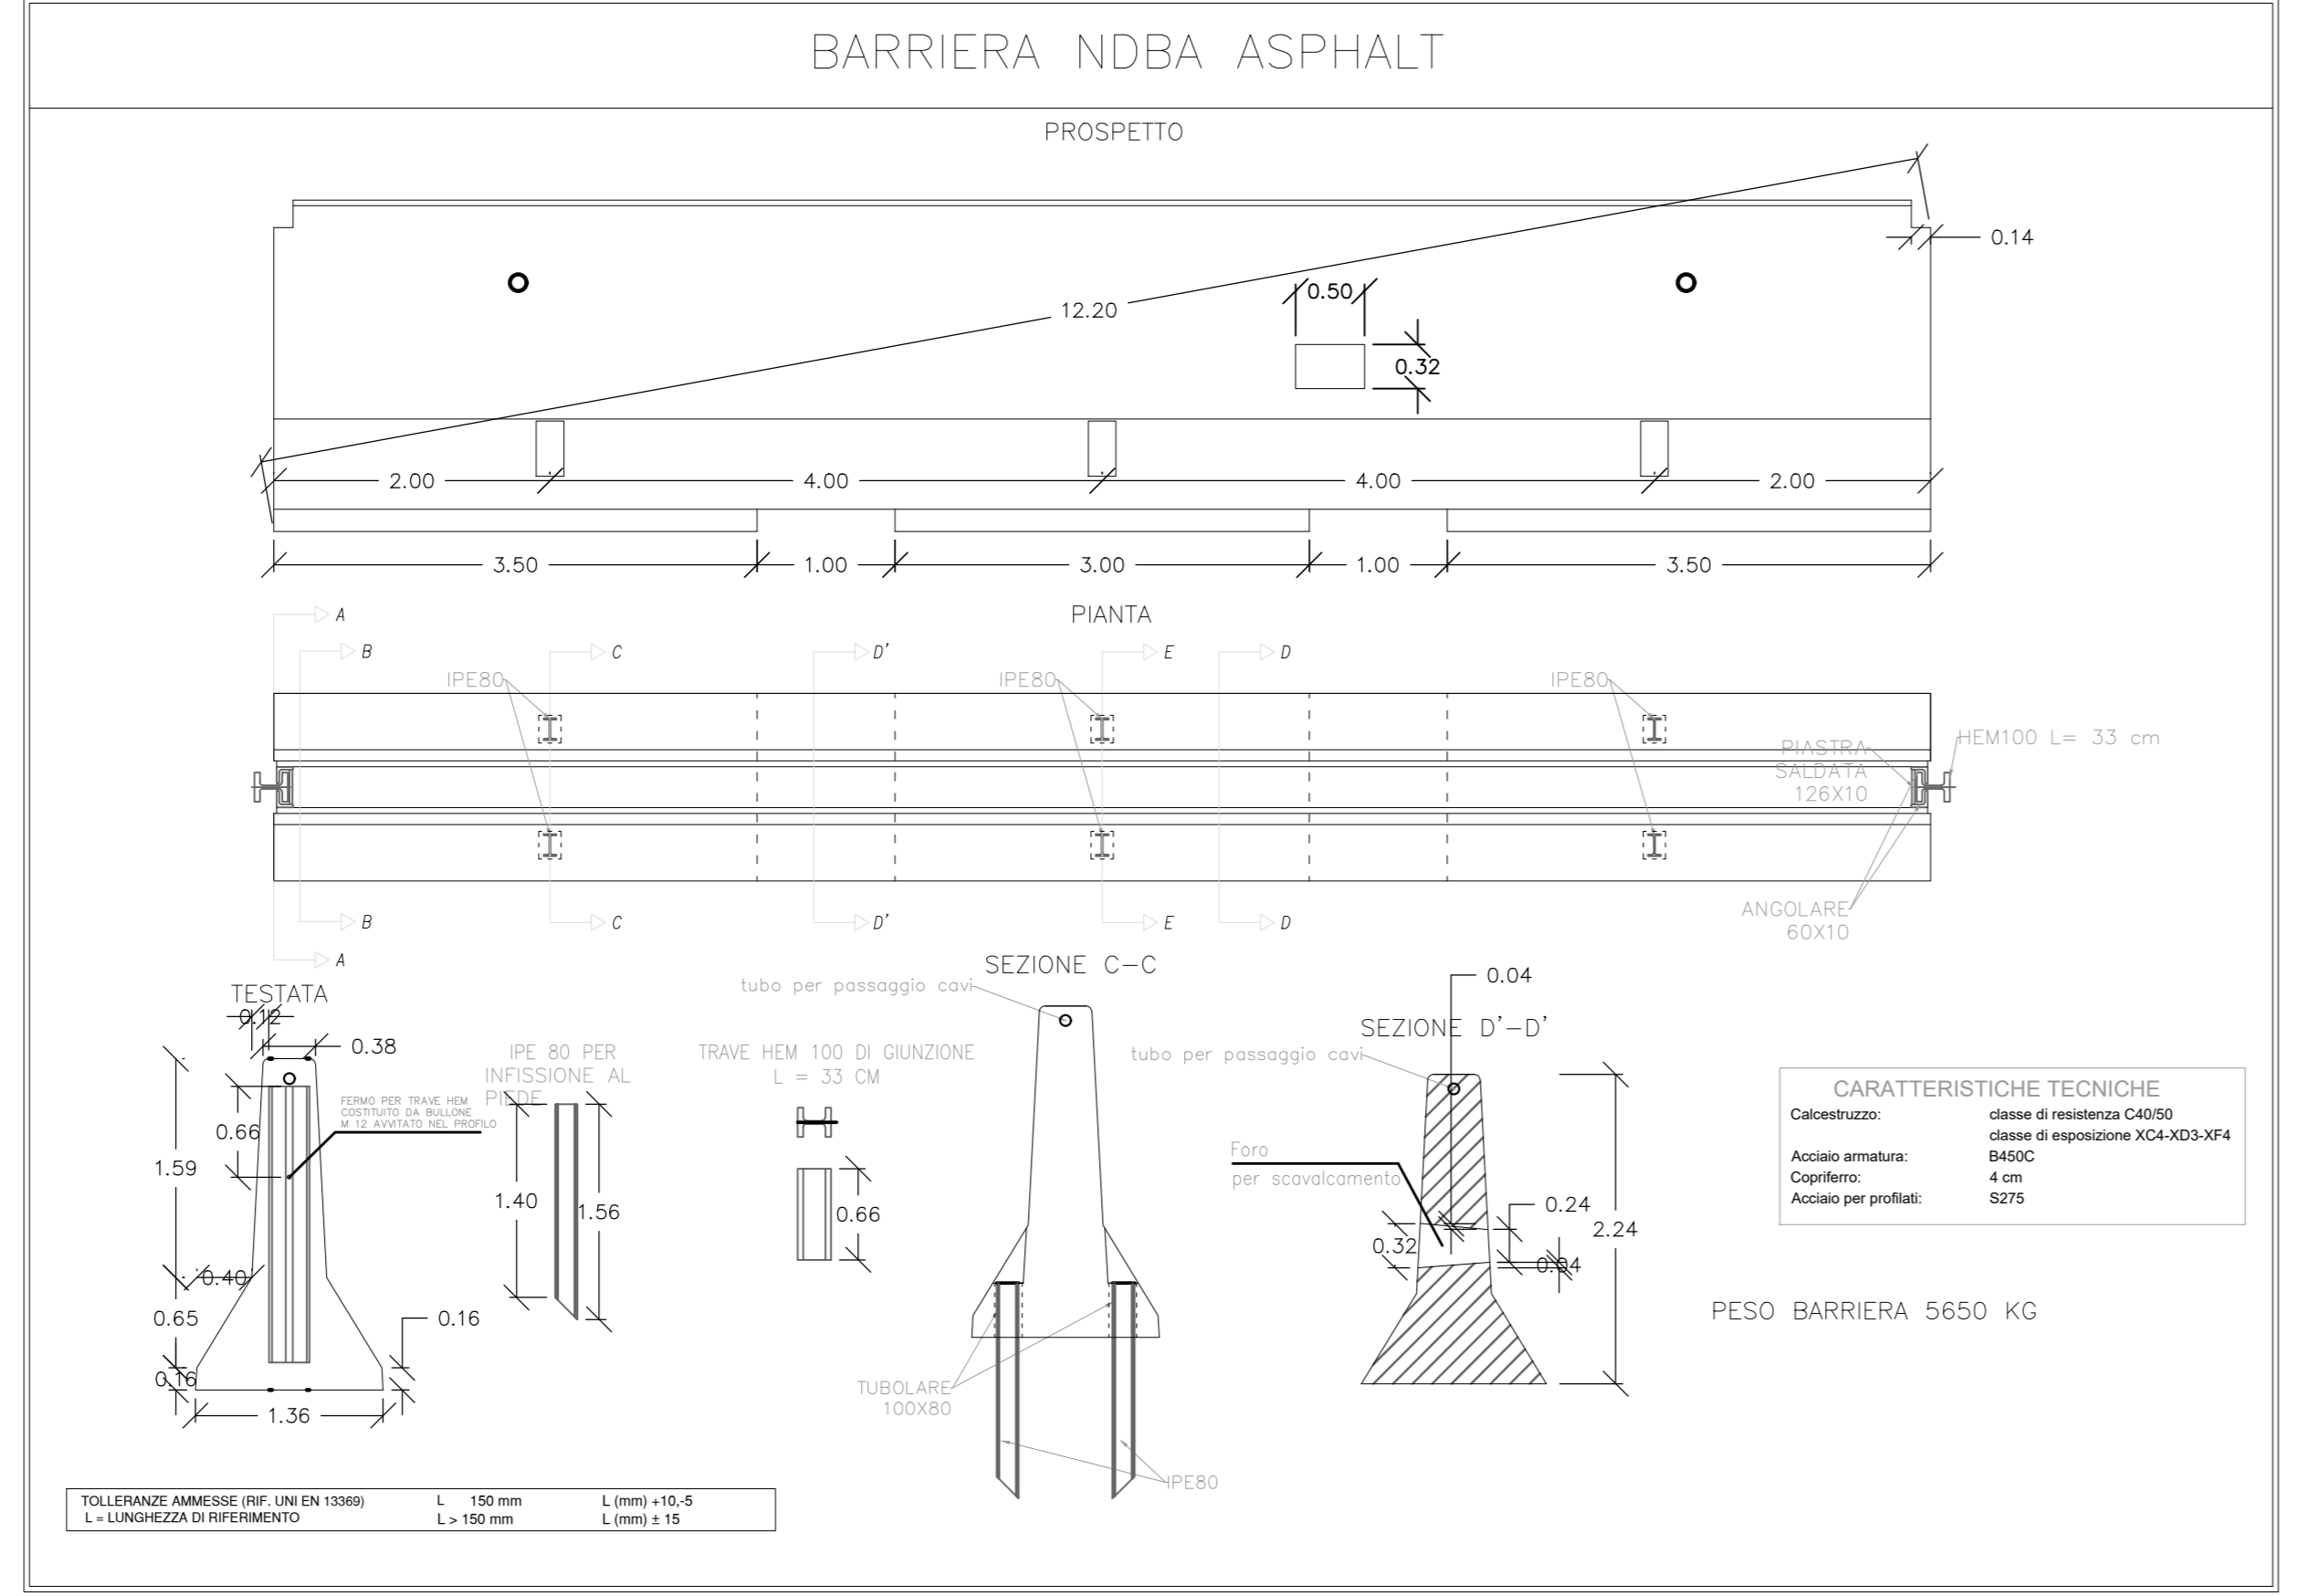 BARRIERA NDBA ASPHALT
PROSPETTO
0.14
0.50
12.20
0.32
2.00
4.00
4.00
2.00
3.50
1.00
3.00
1.00
3.50
A
PIANTA
B
C
D'
E
D
IPE80
IPE80
IPE80
HEM100 L= 33 cm
PIASTRA
SALDATA
126X10
ANGOLARE
60X10
B
C
D'
E
D
A
TESTATA
0.12
0.38
0.66
1.59
FERMO PER TRAVE HEM
COSTITUITO DA BULLONE
M 12 AVVITATO NEL PROFILO
0.40
0.65
0.16
0.16
1.36
IPE 80 PER
INFISSIONE AL
PIEDE
1.40
1.56
TRAVE HEM 100 DI GIUNZIONE
L = 33 CM
0.66
SEZIONE C-C
tubo per passaggio cavi
TUBOLARE
100X80
IPE80
0.04
SEZIONE D'-D'
tubo per passaggio cavi
Foro
per scavalcamento
0.24
0.32
0.04
2.24
CARATTERISTICHE TECNICHE
Calcestruzzo: classe di resistenza C40/50
classe di esposizione XC4-XD3-XF4
Acciaio armatura: B450C
Copriferro: 4 cm
Acciaio per profilati: S275
PESO BARRIERA 5650 KG
TOLLERANZE AMMESSE (RIF. UNI EN 13369) L 150 mm L (mm) +10,-5
L = LUNGHEZZA DI RIFERIMENTO L > 150 mm L (mm) ± 15